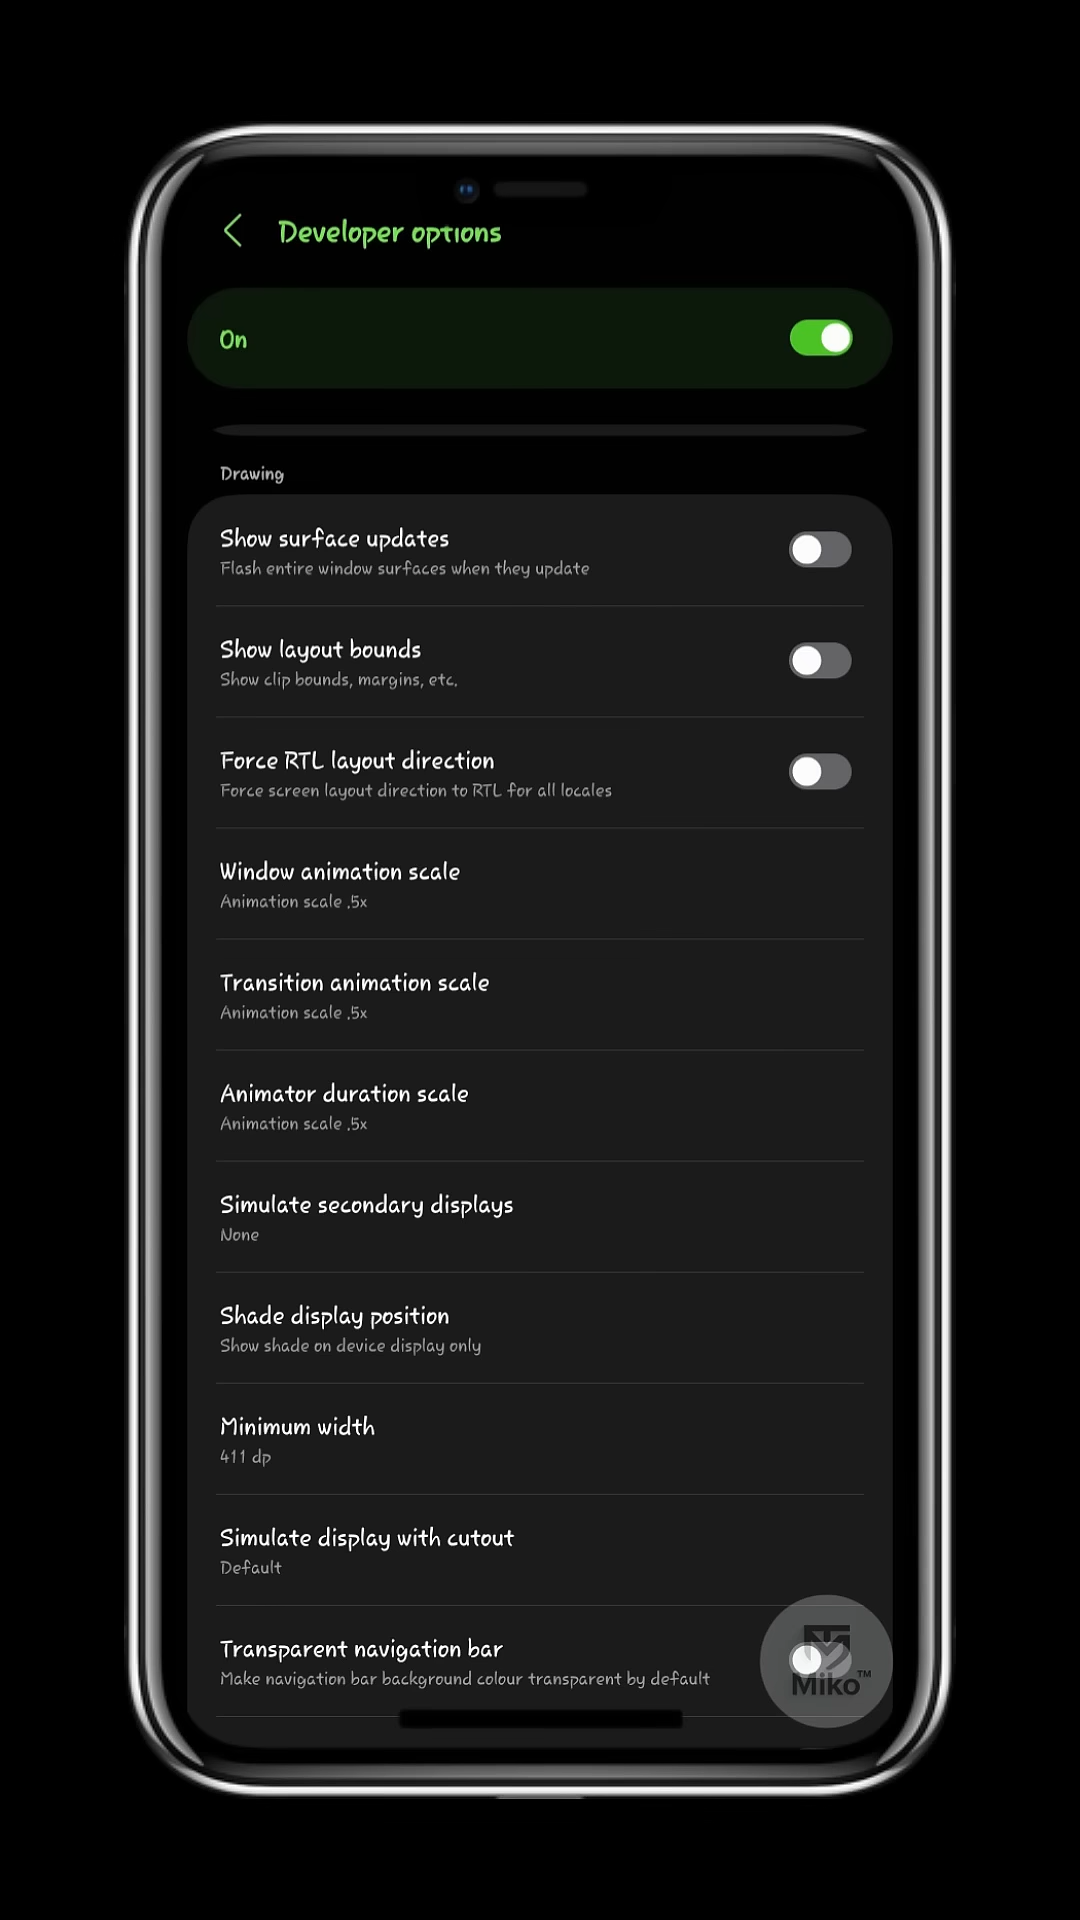 Developer options
On
Drawing
Show surface updates
Flash entire window surfaces when they update
Show layout bounds
Show clip bounds, margins, etc.
Force RTL layout direction
Force screen layout direction to RTL for all locales
Window animation scale
Animation scale .5x
Transition animation scale
Animation scale .5x
Animator duration scale
Animation scale .5x
Simulate secondary displays
None
Shade display position
Show shade on device display only
Minimum width
411 dp
Simulate display with cutout
Default
Transparent navigation bar
Make navigation bar background colour transparent by default
Miko™